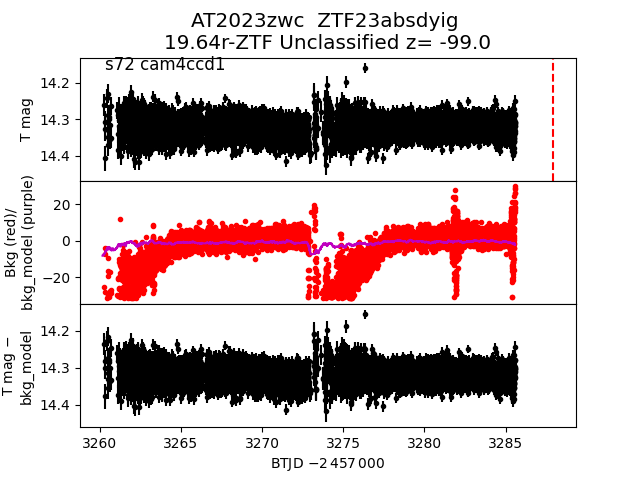 AT2023zwc  ZTF23absdyig
19.64r-ZTF Unclassified z= -99.0
s72 cam4ccd1
14.2
14.3
14.4
T mag
20
0
−20
Bkg (red)/
bkg_model (purple)
14.2
14.3
14.4
T mag −
bkg_model
3260 3265 3270 3275 3280 3285
BTJD −2 457 000